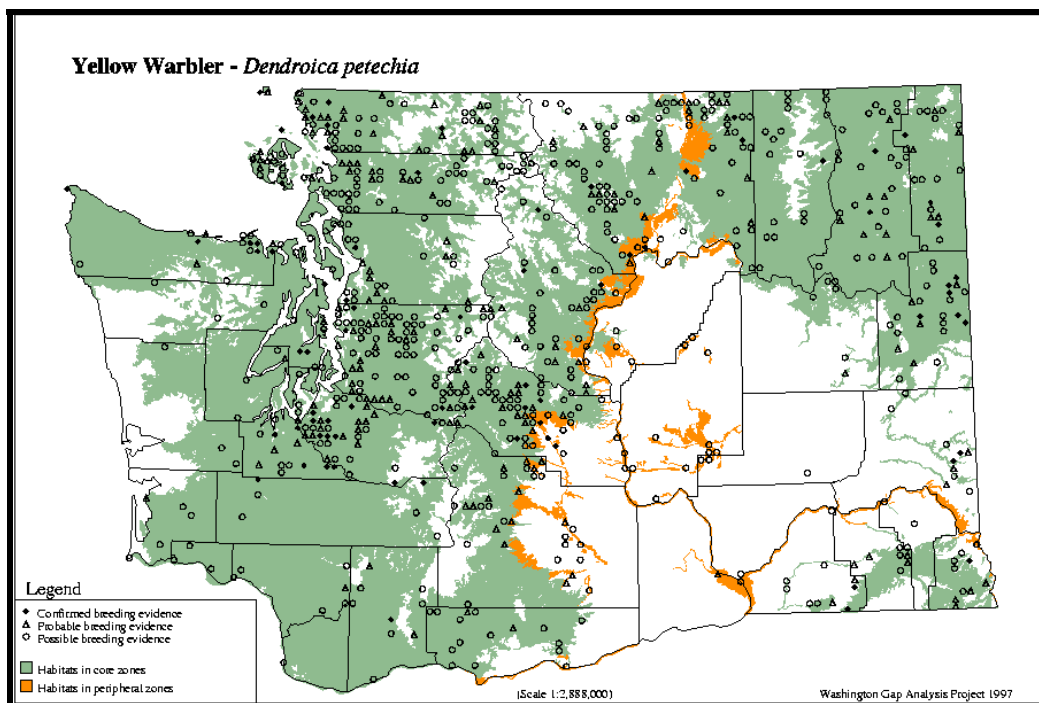 Yellow Warbler - Dendroica petechia
Legend
Confirmed breeding evidence
Probable breeding evidence
Possible breeding evidence
Habitats in core zones
Habitats in peripheral zones
(Scale 1:2,888,000)
Washington Gap Analysis Project 1997